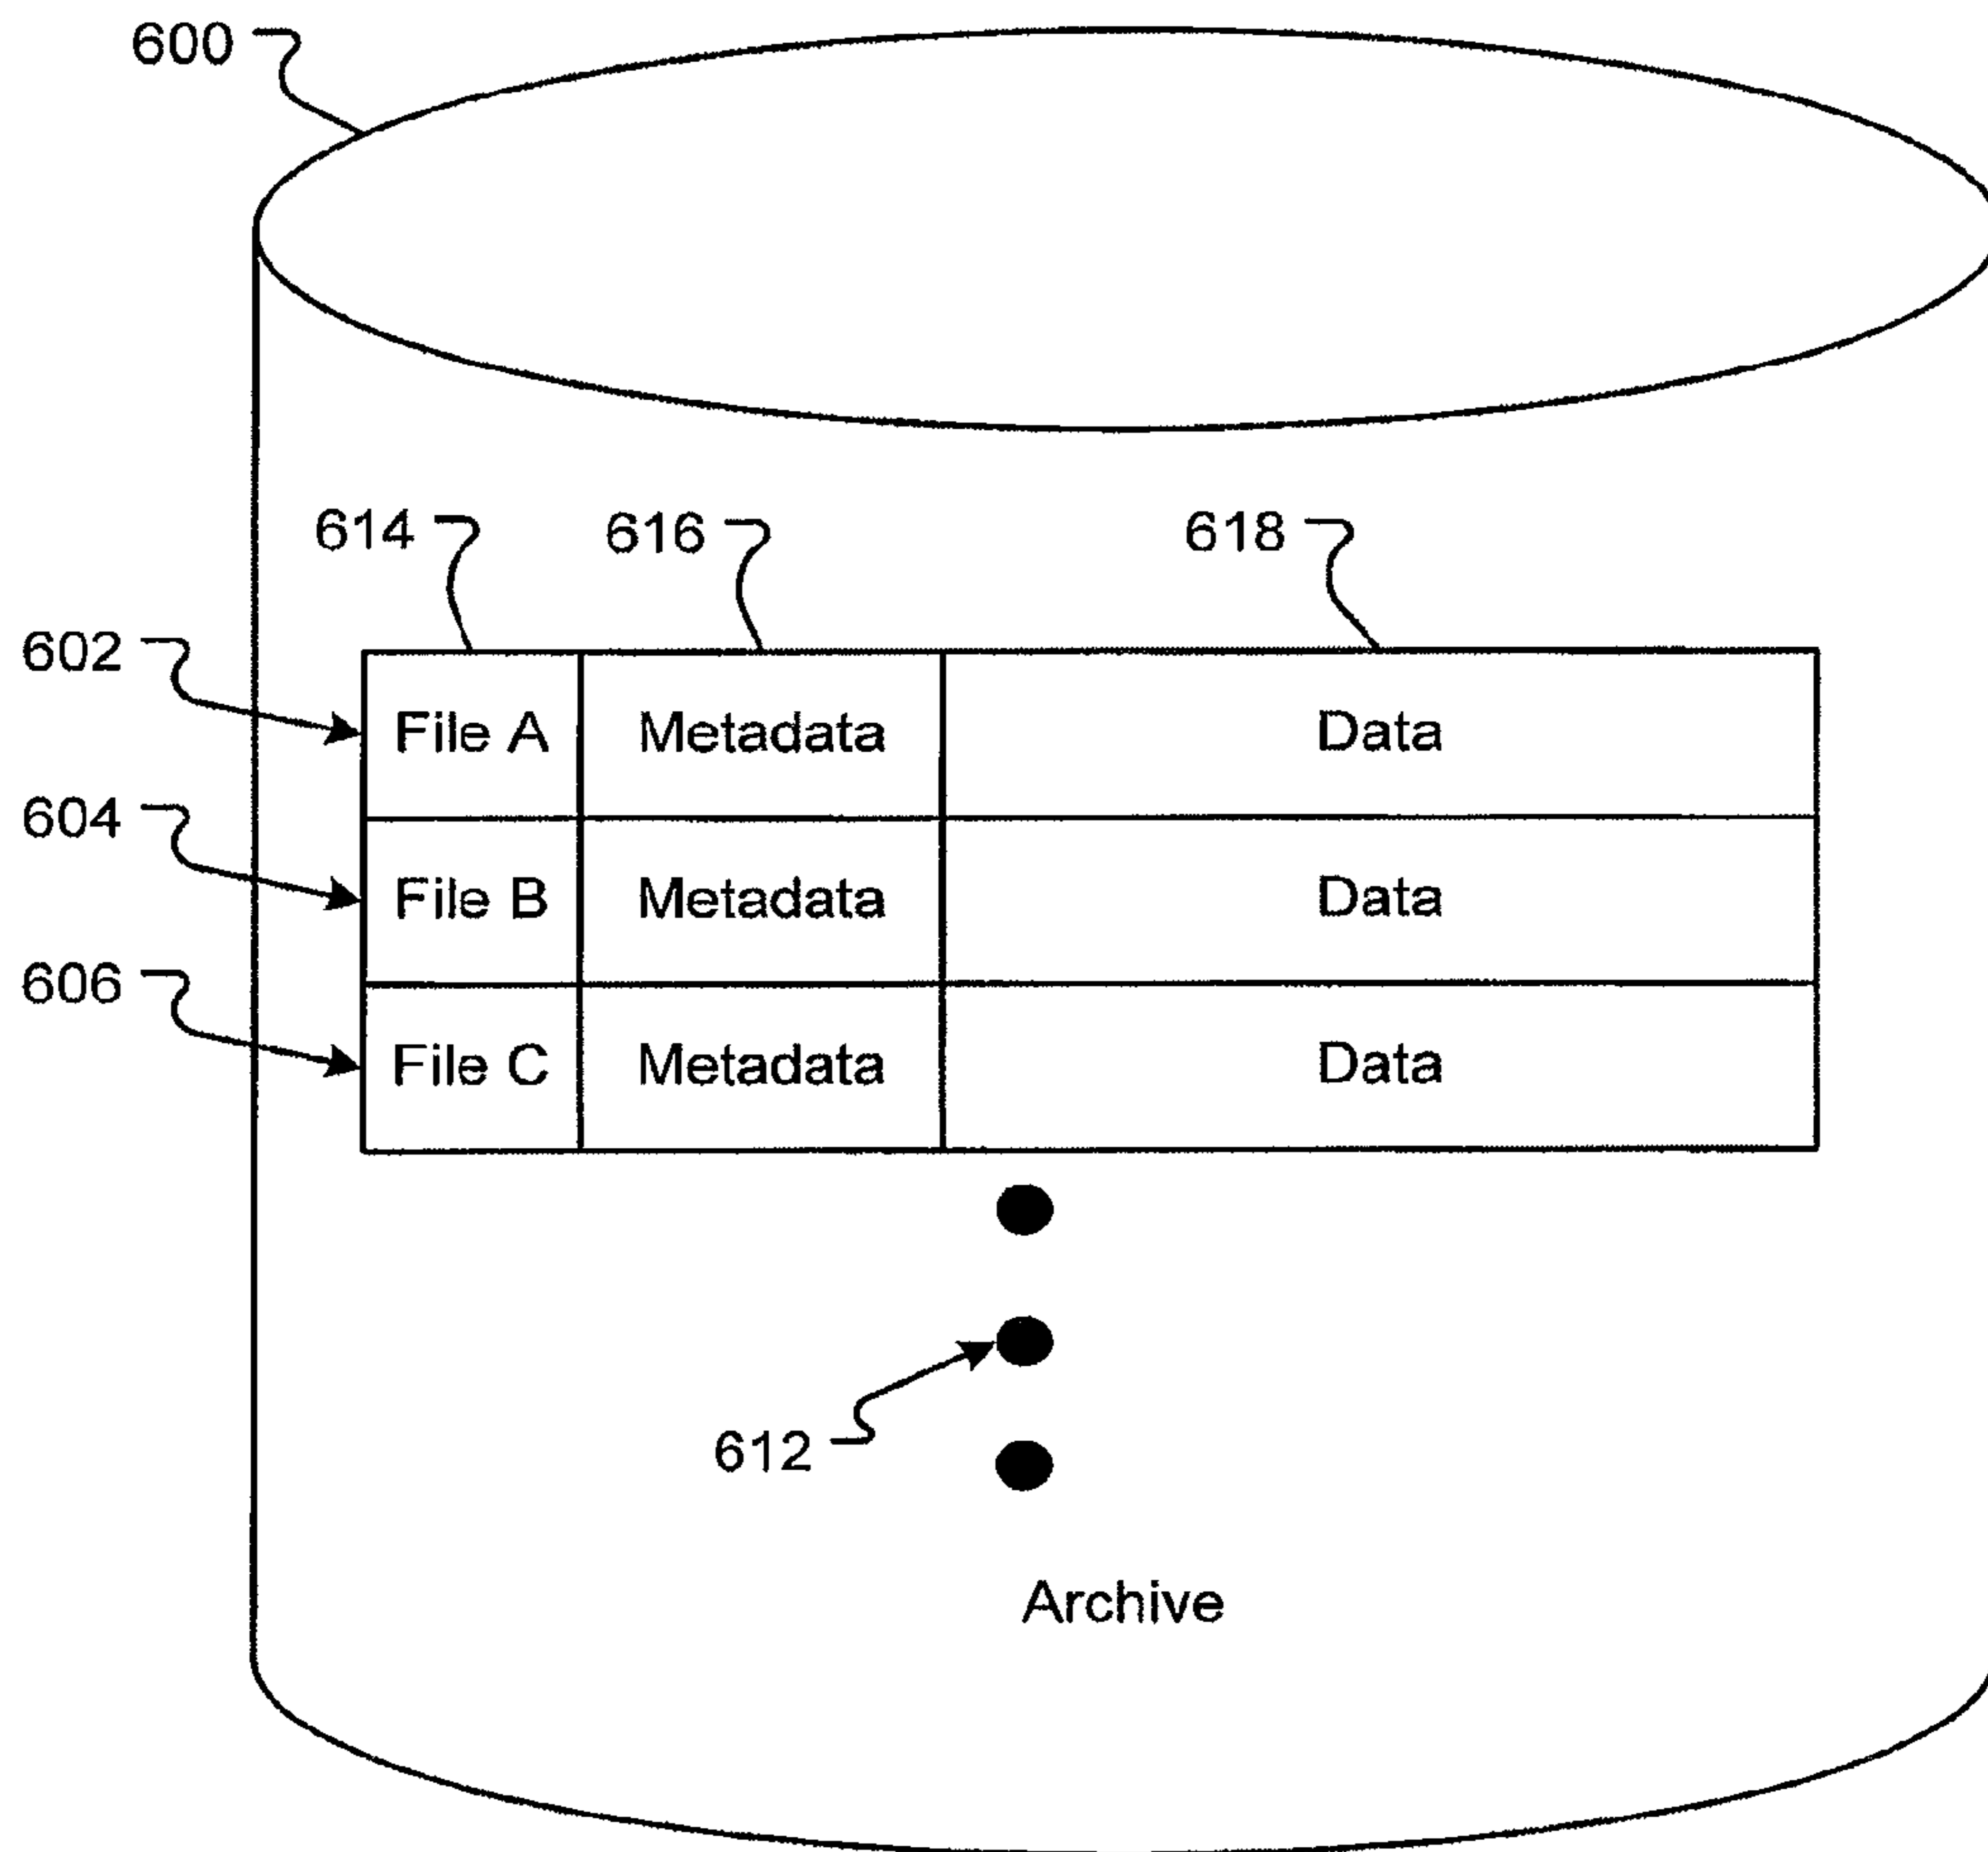 600
614 616 618
602
File A Metadata Data
604
File B Metadata Data
606
File C Metadata Data
612
Archive